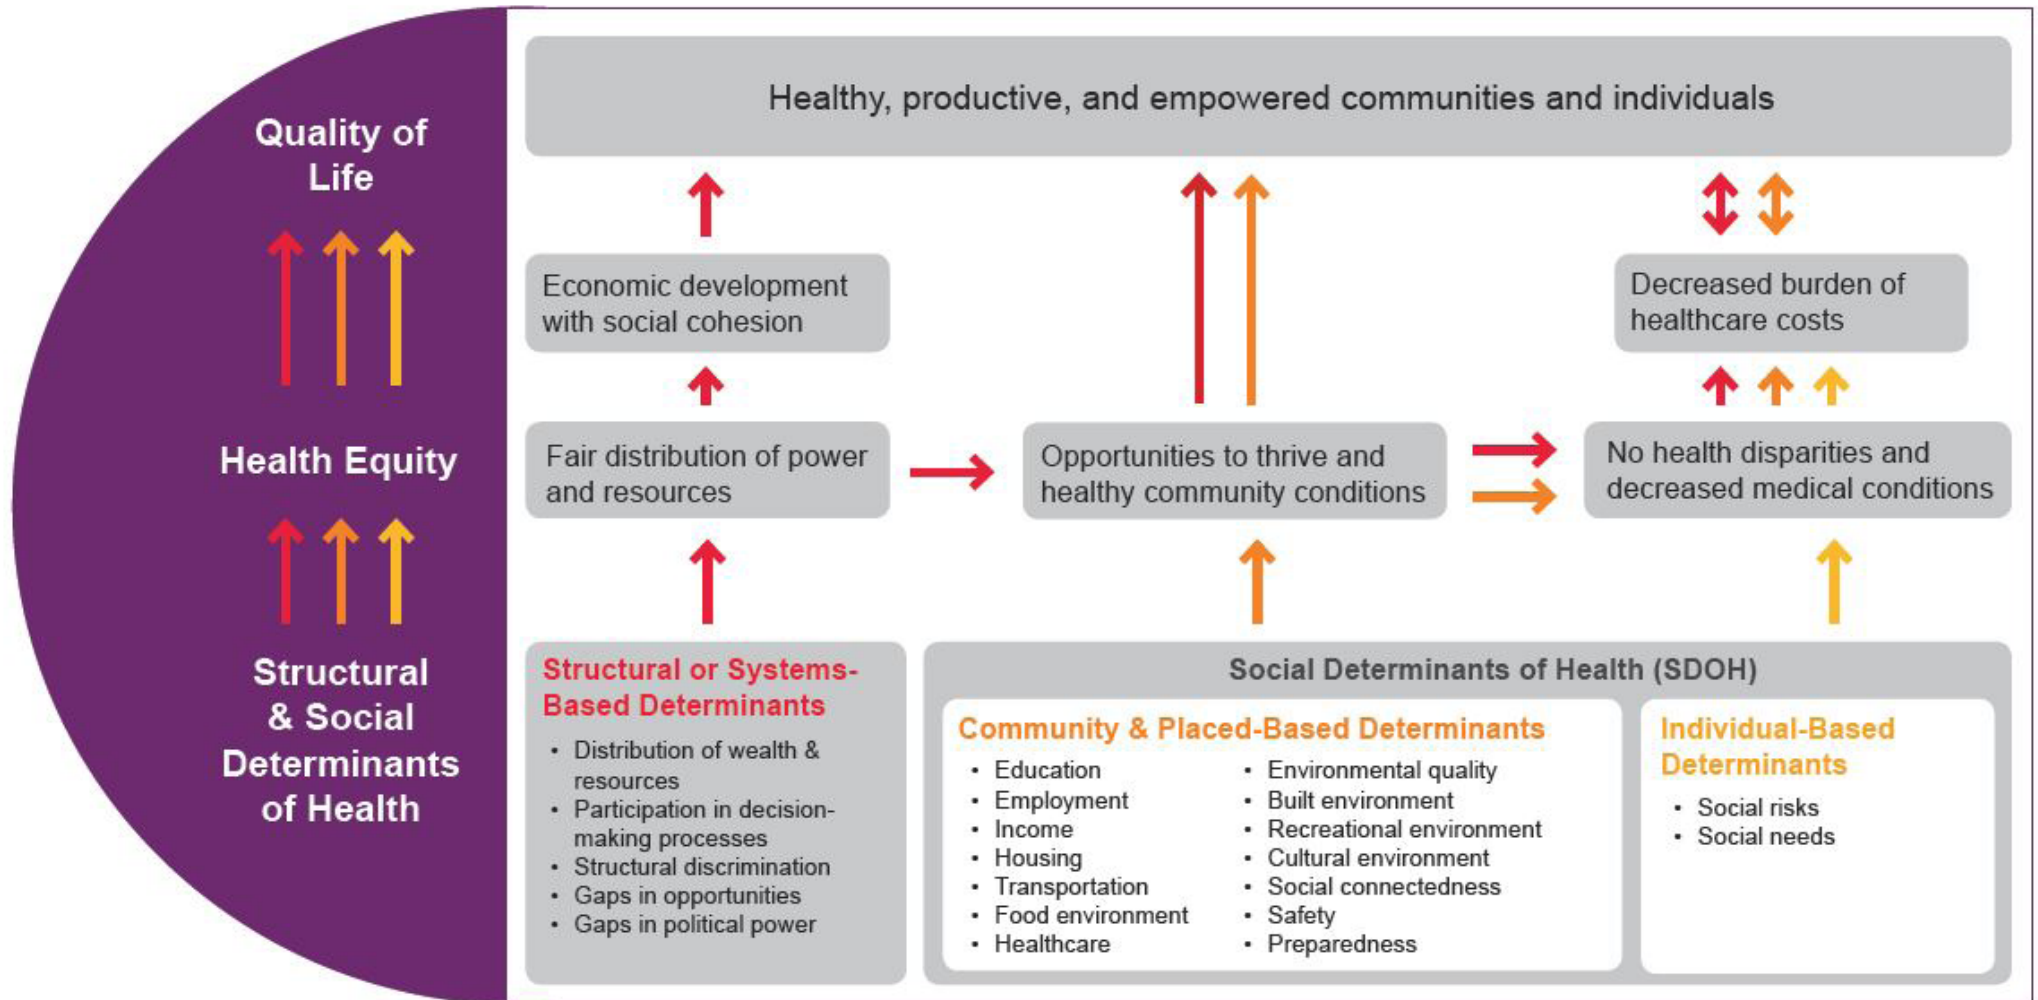 Quality of
Life
Health Equity
Structural
& Social
Determinants
of Health
Healthy, productive, and empowered communities and individuals
Economic development
with social cohesion
Decreased burden of
healthcare costs
Fair distribution of power
and resources
Opportunities to thrive and
healthy community conditions
No health disparities and
decreased medical conditions
Structural or Systems-
Based Determinants
• Distribution of wealth &
resources
• Participation in decision-
making processes
• Structural discrimination
• Gaps in opportunities
• Gaps in political power
Social Determinants of Health (SDOH)
Community & Placed-Based Determinants
• Education
• Employment
• Income
• Housing
• Transportation
• Food environment
• Healthcare
• Environmental quality
• Built environment
• Recreational environment
• Cultural environment
• Social connectedness
• Safety
• Preparedness
Individual-Based
Determinants
• Social risks
• Social needs